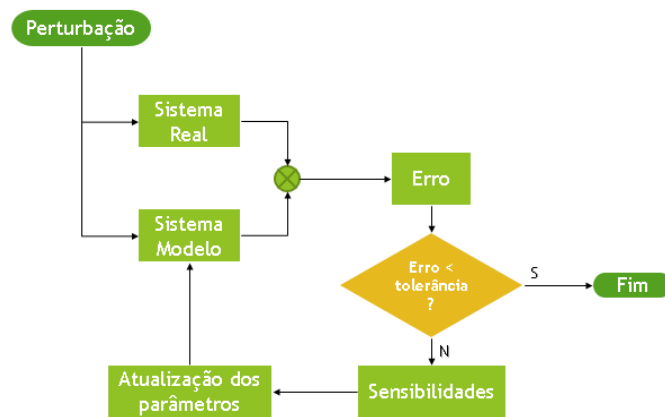 Perturbação
Sistema
Real
Erro
Sistema
Modelo
Erro <
tolerância
?
S
Fim
N
Atualização dos
parâmetros
Sensibilidades